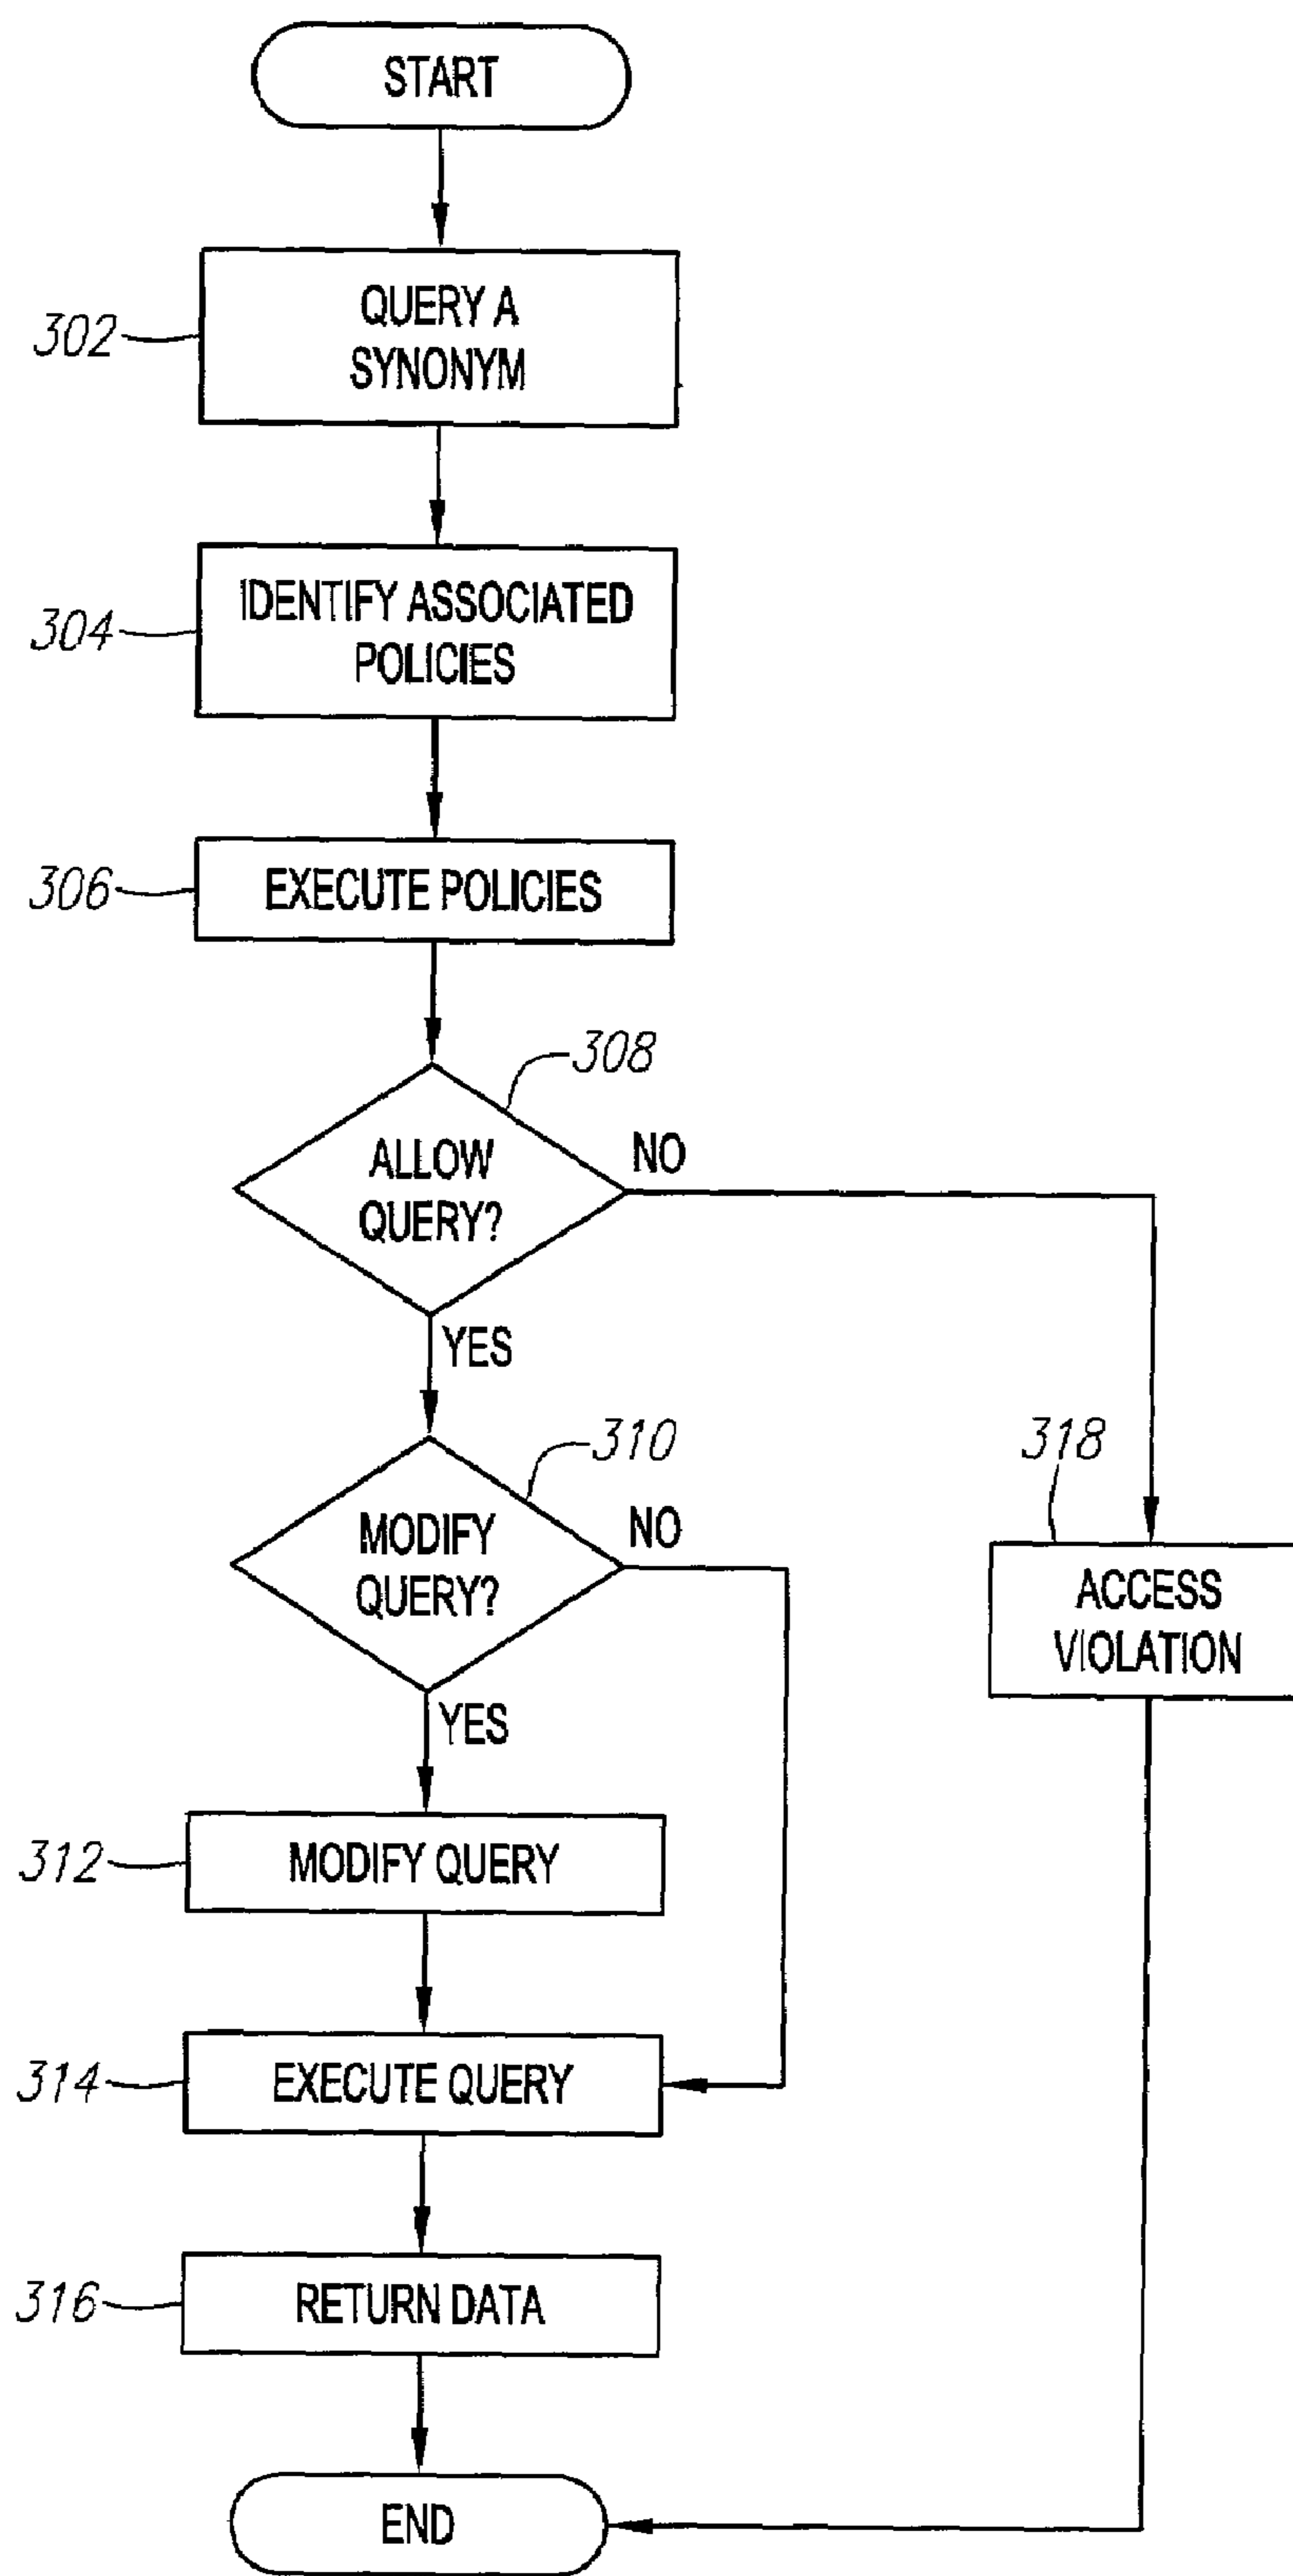 START
QUERY A
SYNONYM
302
IDENTIFY ASSOCIATED
POLICIES
304
EXECUTE POLICIES
306
308
ALLOW
QUERY?
NO
YES
310
MODIFY
QUERY?
NO
YES
318
ACCESS
VIOLATION
MODIFY QUERY
312
EXECUTE QUERY
314
RETURN DATA
316
END